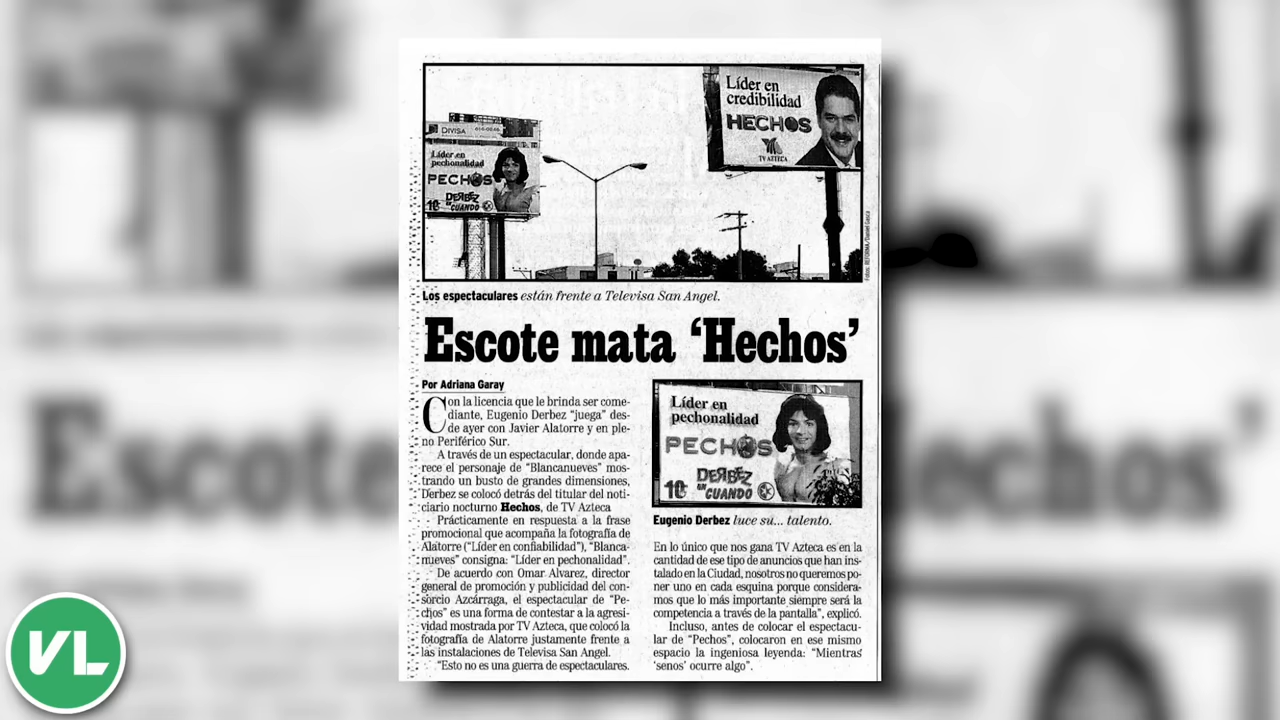 DIVISA
Líder en
pechonalidad
PECHOS
DERBEZ
EN
CUANDO
Líder en
credibilidad
HECHOS
TV AZTECA
Fotos: REFORMA/Daniel
Los espectaculares están frente a Televisa San Angel.
Escote mata ‘Hechos’
Por Adriana Garay
Con la licencia que le brinda ser come-
diante, Eugenio Derbez “juega” des-
de ayer con Javier Alatorre y en ple-
no Periférico Sur.
A través de un espectacular, donde apa-
rece el personaje de “Blancanueves” mos-
trando un busto de grandes dimensiones,
Derbez se colocó detrás del titular del noti-
ciario nocturno Hechos, de TV Azteca
Prácticamente en respuesta a la frase
promocional que acompaña la fotografía de
Alatorre (“Líder en confiabilidad”), “Blanca-
nueves” consigna: “Líder en pechonalidad”.
De acuerdo con Omar Alvarez, director
general de promoción y publicidad del con-
sorcio Azcárraga, el espectacular de “Pe-
chos” es una forma de contestar a la agresi-
vidad mostrada por TV Azteca, que colocó la
fotografía de Alatorre justamente frente a
las instalaciones de Televisa San Angel.
“Esto no es una guerra de espectaculares.
Líder en
pechonalidad
PECHOS
DERBEZ
EN
CUANDO
Eugenio Derbez luce su... talento.
En lo único que nos gana TV Azteca es en la
cantidad de ese tipo de anuncios que han ins-
talado en la Ciudad, nosotros no queremos po-
ner uno en cada esquina porque considera-
mos que lo más importante siempre será la
competencia a través de la pantalla”, explicó.
Incluso, antes de colocar el espectacu-
lar de “Pechos”, colocaron en ese mismo
espacio la ingeniosa leyenda: “Mientras
‘senos’ ocurre algo”.
VL